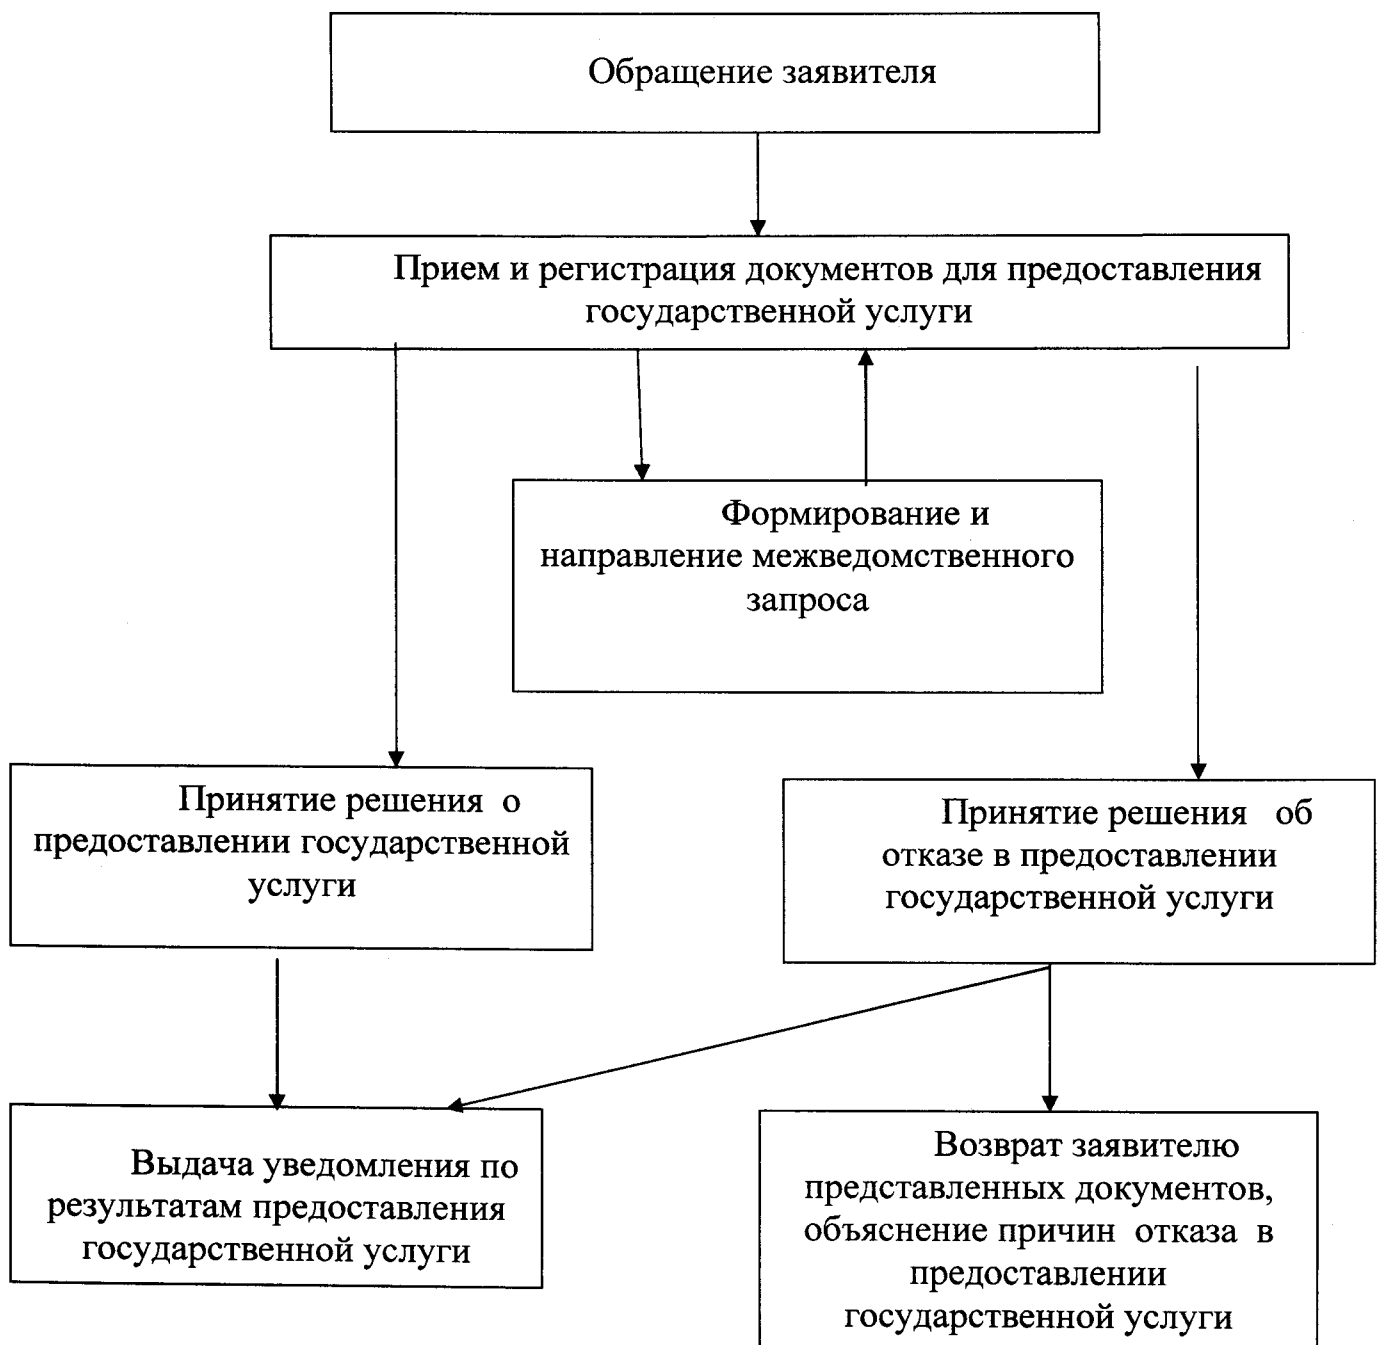 Обращение заявителя
Прием и регистрация документов для предоставления
государственной услуги
Формирование и
направление межведомственного
запроса
Принятие решения о
предоставлении государственной
услуги
Принятие решения об
отказе в предоставлении
государственной услуги
Выдача уведомления по
результатам предоставления
государственной услуги
Возврат заявителю
представленных документов,
объяснение причин отказа в
предоставлении
государственной услуги